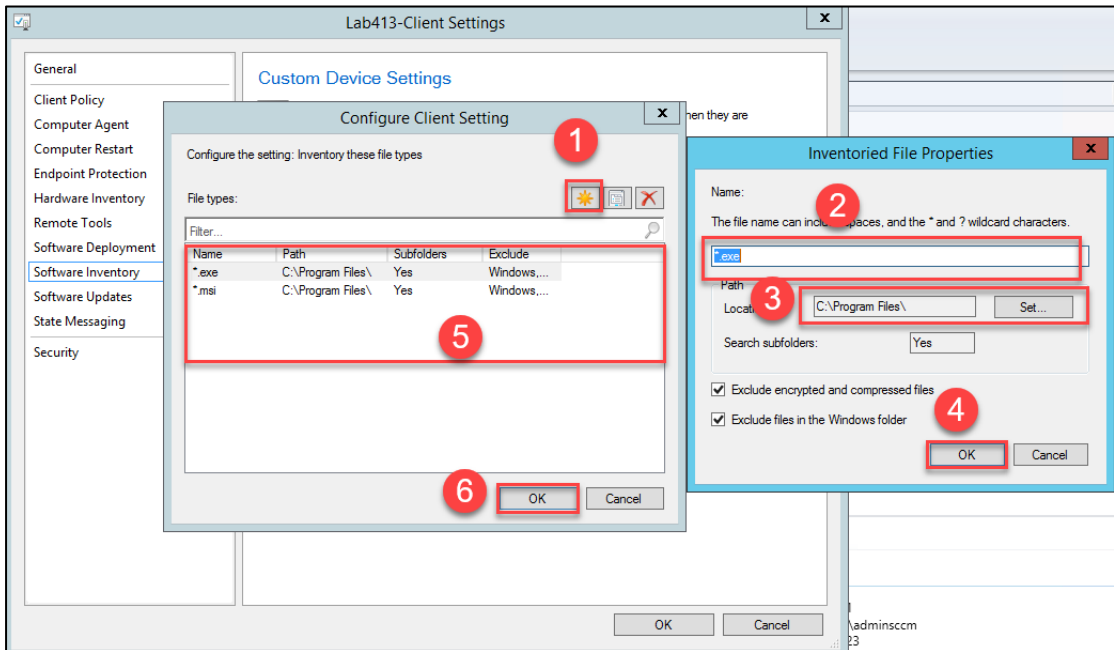 Lab413-Client Settings
x
General
Client Policy
Computer Agent
Computer Restart
Endpoint Protection
Hardware Inventory
Remote Tools
Software Deployment
Software Inventory
Software Updates
State Messaging
Security
Custom Device Settings
hen they are
Configure Client Setting
x
1
Configure the setting: Inventory these file types
File types:
Filter...
Name Path Subfolders Exclude
*.exe C:\Program Files\ Yes Windows,...
*.msi C:\Program Files\ Yes Windows,...
5
6
OK Cancel
Inventoried File Properties
x
Name:
2
The file name can inclu paces, and the * and ? wildcard characters.
*.exe
Path
3
Locati C:\Program Files\ Set...
Search subfolders: Yes
Exclude encrypted and compressed files
Exclude files in the Windows folder
4
OK Cancel
OK Cancel
\adminsccm
23